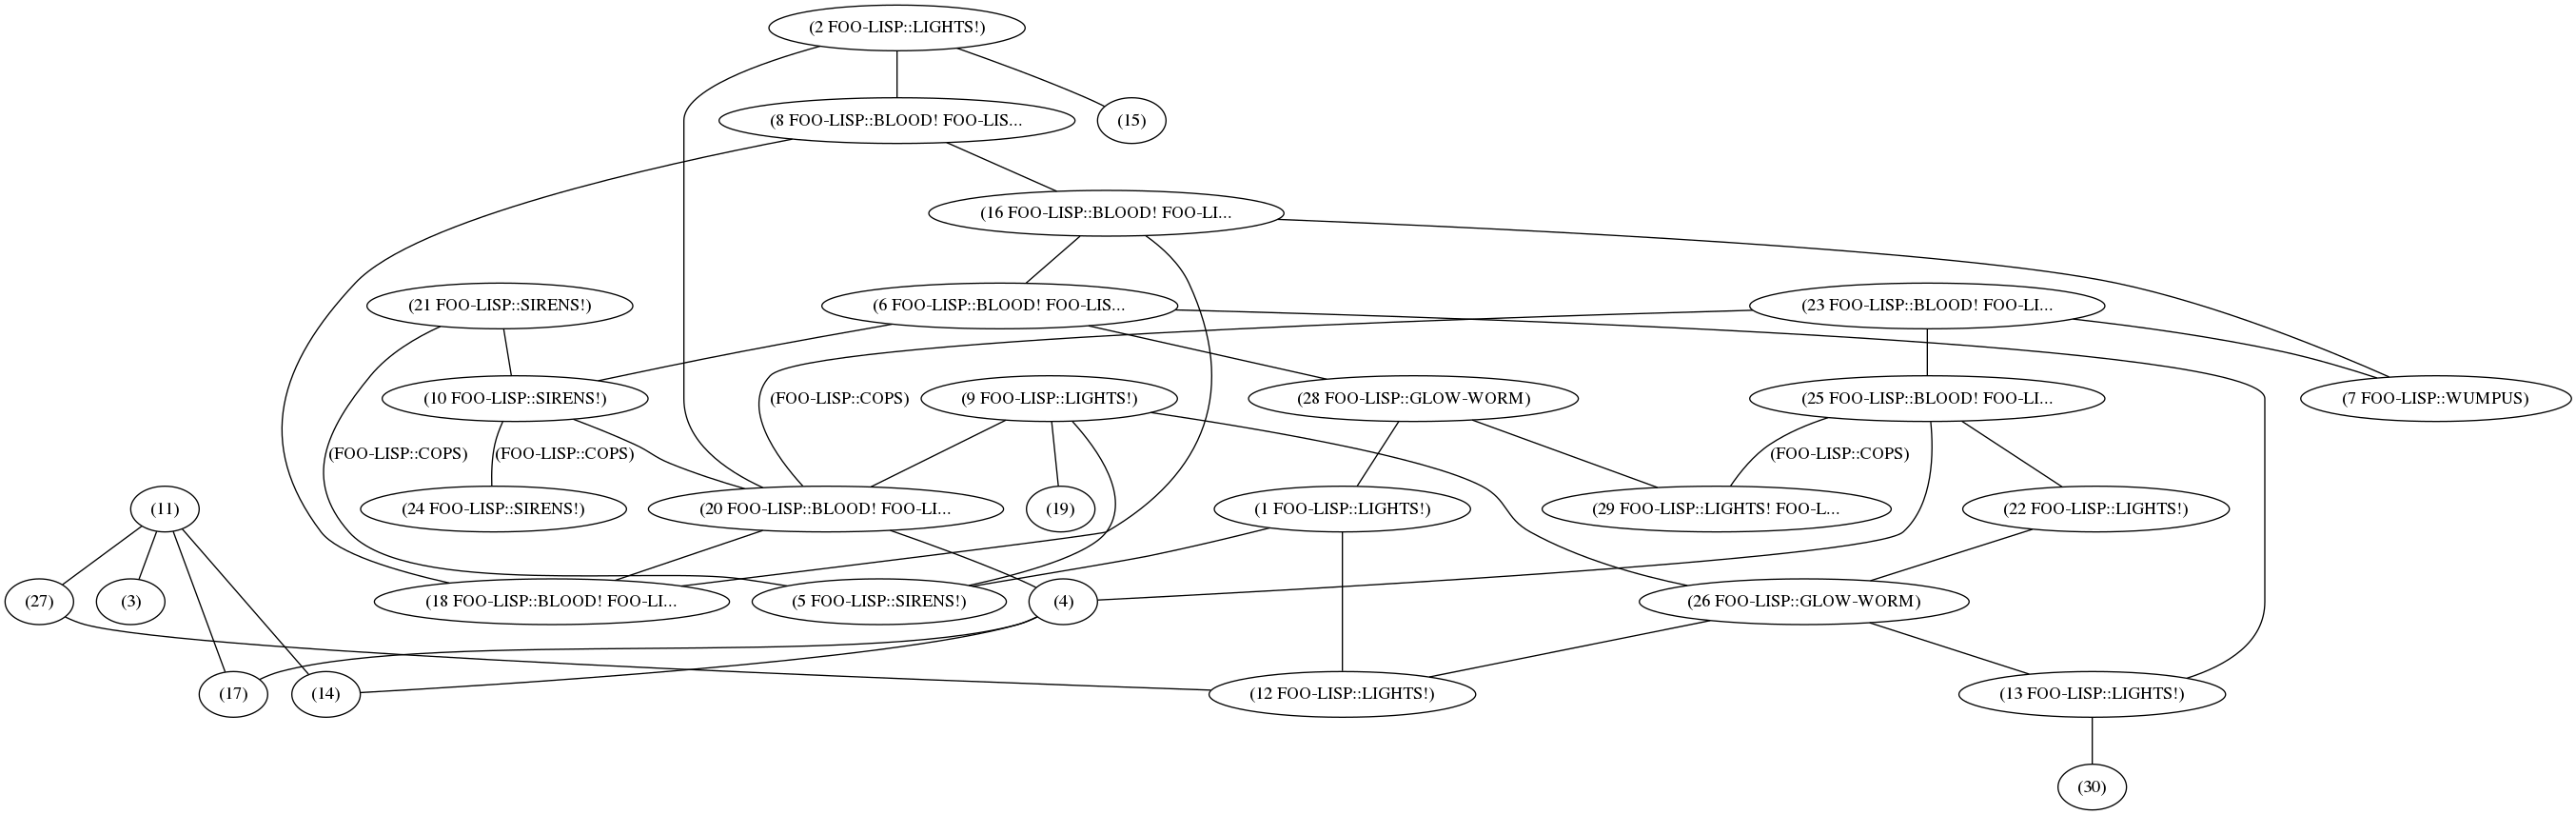 (2 FOO-LISP::LIGHTS!)
(8 FOO-LISP::BLOOD! FOO-LIS...
(15)
(16 FOO-LISP::BLOOD! FOO-LI...
(21 FOO-LISP::SIRENS!)
(6 FOO-LISP::BLOOD! FOO-LIS...
(23 FOO-LISP::BLOOD! FOO-LI...
(10 FOO-LISP::SIRENS!)
(FOO-LISP::COPS)
(9 FOO-LISP::LIGHTS!)
(28 FOO-LISP::GLOW-WORM)
(25 FOO-LISP::BLOOD! FOO-LI...
(7 FOO-LISP::WUMPUS)
(FOO-LISP::COPS)
(FOO-LISP::COPS)
(FOO-LISP::COPS)
(11)
(24 FOO-LISP::SIRENS!)
(20 FOO-LISP::BLOOD! FOO-LI...
(19)
(1 FOO-LISP::LIGHTS!)
(29 FOO-LISP::LIGHTS! FOO-L...
(22 FOO-LISP::LIGHTS!)
(27)
(3)
(18 FOO-LISP::BLOOD! FOO-LI...
(5 FOO-LISP::SIRENS!)
(4)
(26 FOO-LISP::GLOW-WORM)
(17)
(14)
(12 FOO-LISP::LIGHTS!)
(13 FOO-LISP::LIGHTS!)
(30)